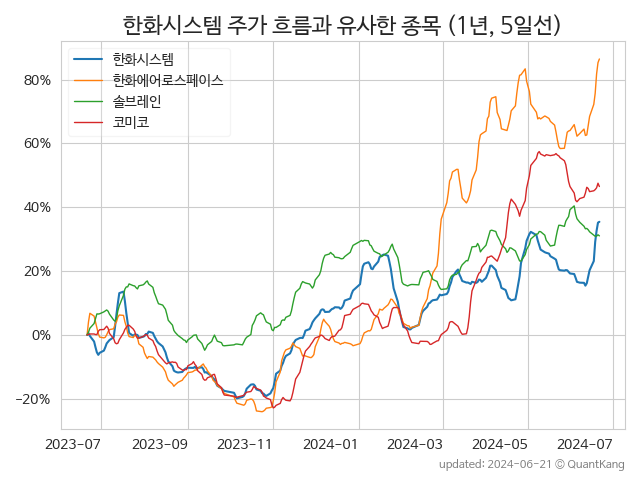 한화시스템 주가 흐름과 유사한 종목 (1년, 5일선)
한화시스템
한화에어로스페이스
솔브레인
코미코
80%
60%
40%
20%
0%
−20%
2023-07
2023-09
2023-11
2024-01
2024-03
2024-05
2024-07
updated: 2024-06-21 © QuantKang